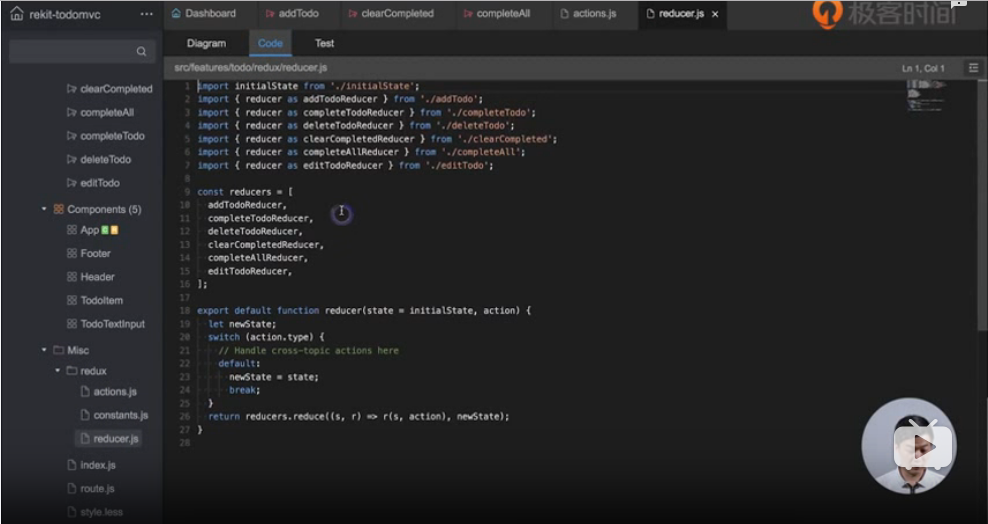 rekit-todomvc ··· Dashboard addTodo clearCompleted completeAll actions.js reducer.js × 极客时间
Diagram Code Test
src/features/todo/redux/reducer.js Ln 1, Col 1
clearCompleted
completeAll
completeTodo
deleteTodo
editTodo
Components (5)
App C R
Footer
Header
TodoItem
TodoTextInput
Misc
redux
actions.js
constants.js
reducer.js
index.js
route.js
style.less
1 import initialState from './initialState';
2 import { reducer as addTodoReducer } from './addTodo';
3 import { reducer as completeTodoReducer } from './completeTodo';
4 import { reducer as deleteTodoReducer } from './deleteTodo';
5 import { reducer as clearCompletedReducer } from './clearCompleted';
6 import { reducer as completeAllReducer } from './completeAll';
7 import { reducer as editTodoReducer } from './editTodo';
8
9 const reducers = [
10 addTodoReducer,
11 completeTodoReducer,
12 deleteTodoReducer,
13 clearCompletedReducer,
14 completeAllReducer,
15 editTodoReducer,
16 ];
17
18 export default function reducer(state = initialState, action) {
19 let newState;
20 switch (action.type) {
21 // Handle cross-topic actions here
22 default:
23 newState = state;
24 break;
25 }
26 return reducers.reduce((s, r) => r(s, action), newState);
27 }
28